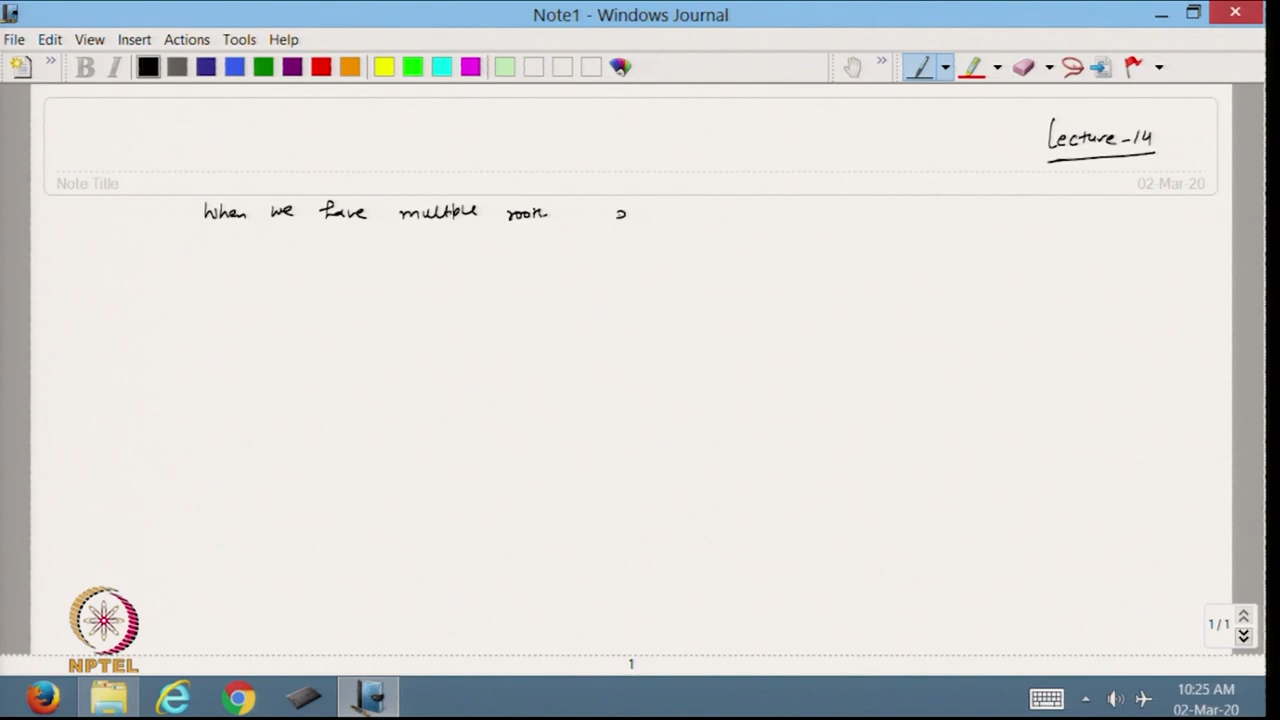 Note1 - Windows Journal
File Edit View Insert Actions Tools Help
B I
Lecture-14
Note Title
02-Mar-20
When we have multiple
1/1
NPTEL
1
10:25 AM
02-Mar-20